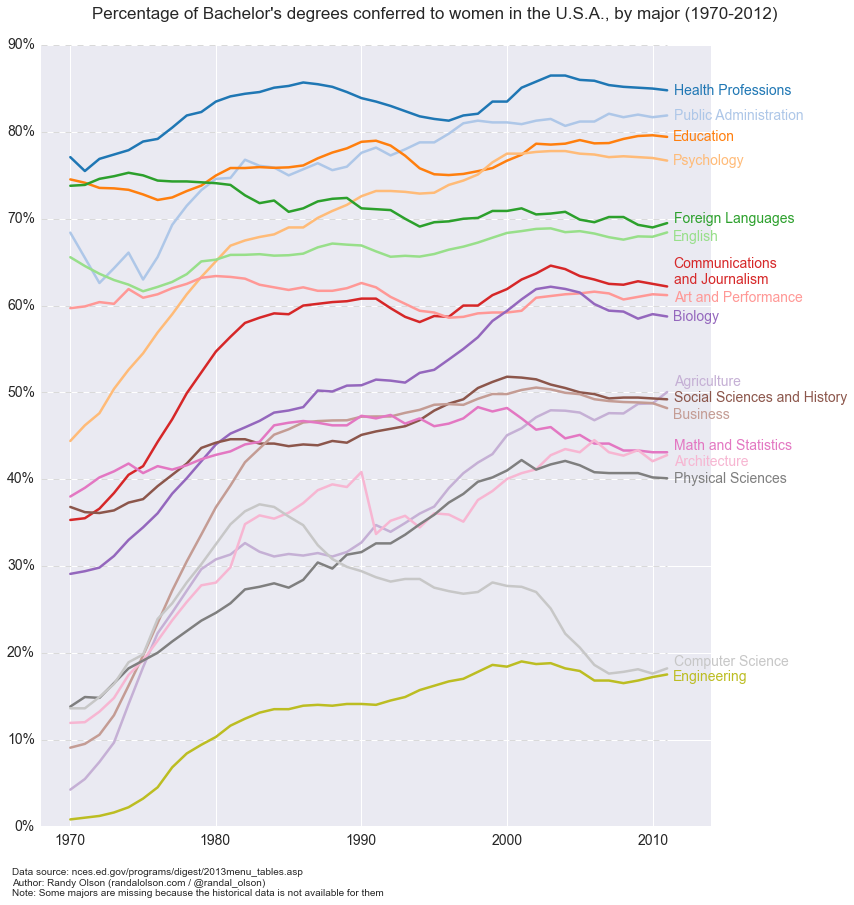 Percentage of Bachelor's degrees conferred to women in the U.S.A., by major (1970-2012)
90%
Health Professions
Public Administration
80%
Education
Psychology
70%
Foreign Languages
English
Communications
and Journalism
60%
Art and Performance
Biology
50%
Agriculture
Social Sciences and History
Business
Math and Statistics
Architecture
40%
Physical Sciences
30%
20%
Computer Science
Engineering
10%
0%
1970 1980 1990 2000 2010
Data source: nces.ed.gov/programs/digest/2013menu_tables.asp
Author: Randy Olson (randalolson.com / @randal_olson)
Note: Some majors are missing because the historical data is not available for them